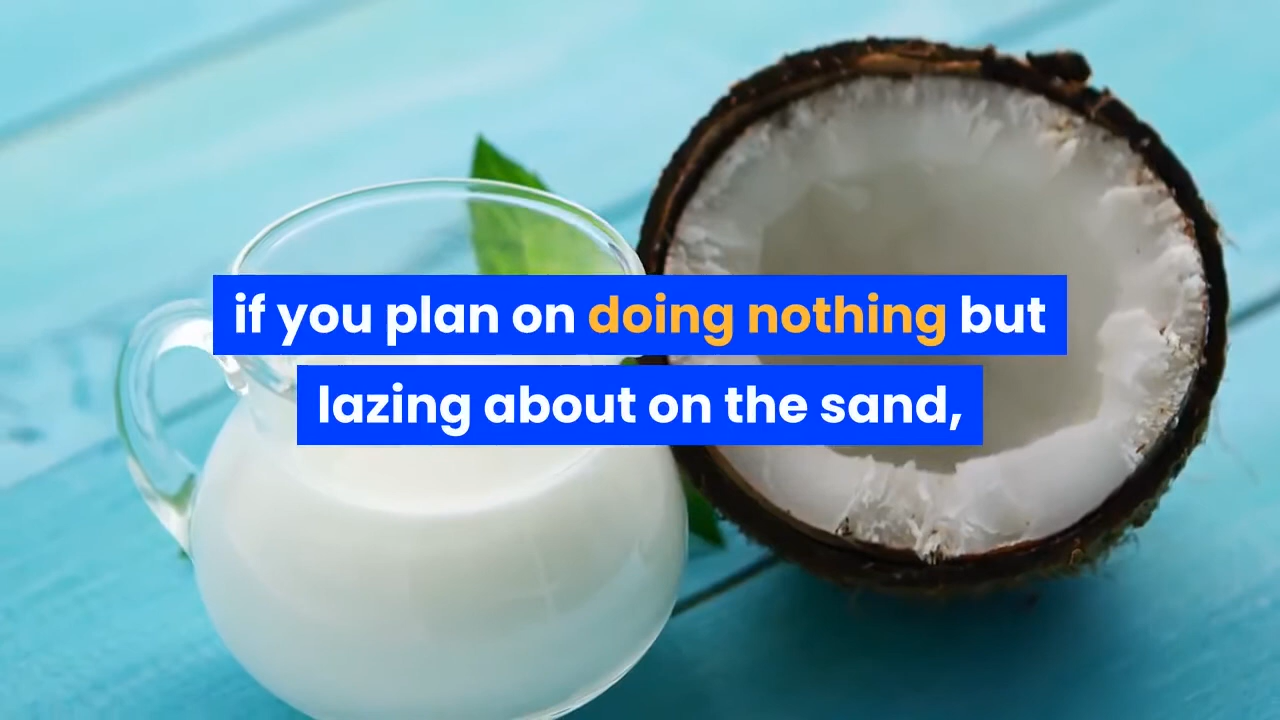 if you plan on doing nothing but
lazing about on the sand,